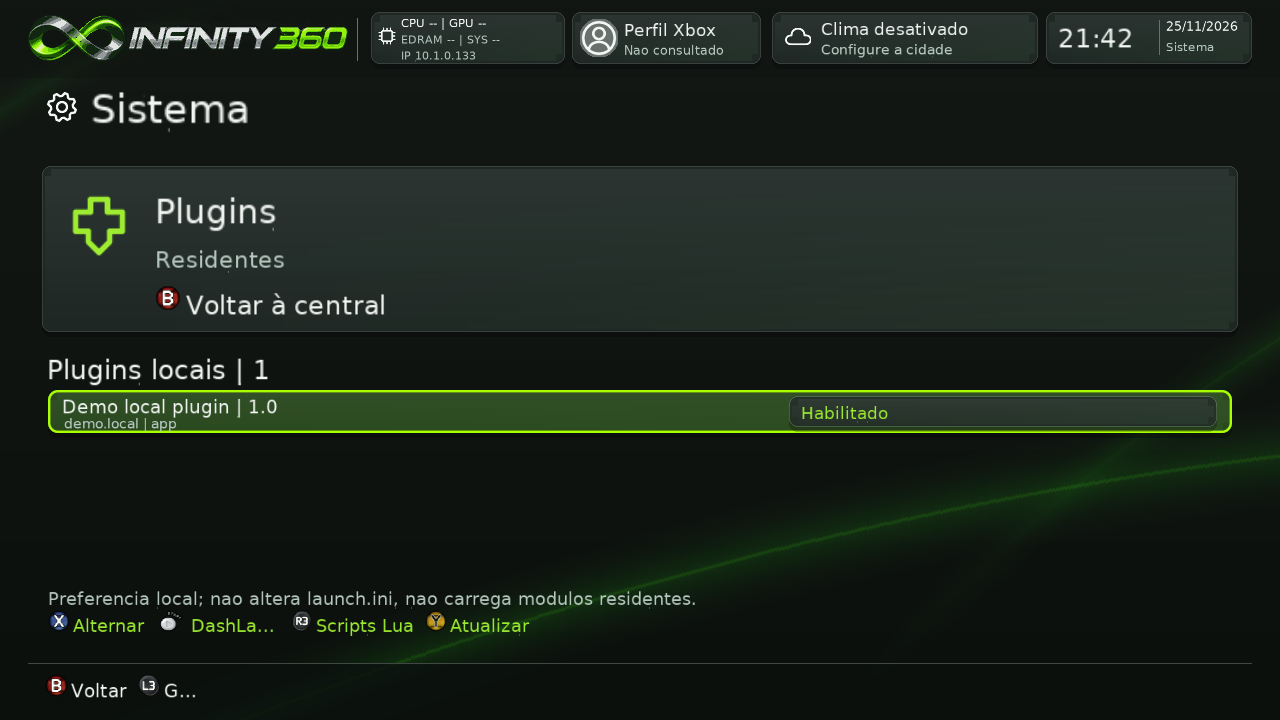 INFINITY 360
CPU -- | GPU --
EDRAM -- | SYS --
IP 10.1.0.133
Perfil Xbox
Nao consultado
Clima desativado
Configure a cidade
21:42
25/11/2026
Sistema
Sistema
Plugins
Residentes
B Voltar à central
Plugins locais | 1
Demo local plugin | 1.0
demo.local | app
Habilitado
Preferencia local; nao altera launch.ini, nao carrega modulos residentes.
X Alternar DashLa... R3 Scripts Lua Y Atualizar
B Voltar L3 G...